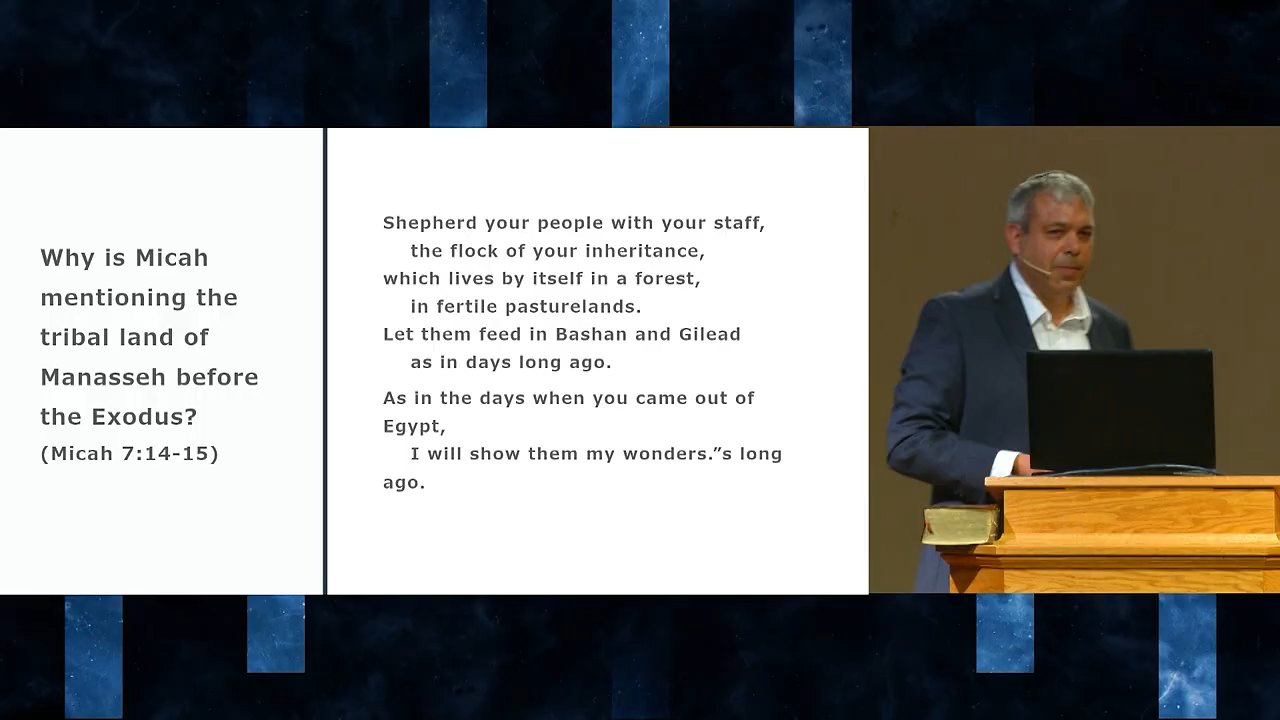 Why is Micah
mentioning the
tribal land of
Manasseh before
the Exodus?
(Micah 7:14-15)
Shepherd your people with your staff,
the flock of your inheritance,
which lives by itself in a forest,
in fertile pasturelands.
Let them feed in Bashan and Gilead
as in days long ago.
As in the days when you came out of
Egypt,
I will show them my wonders.”s long
ago.